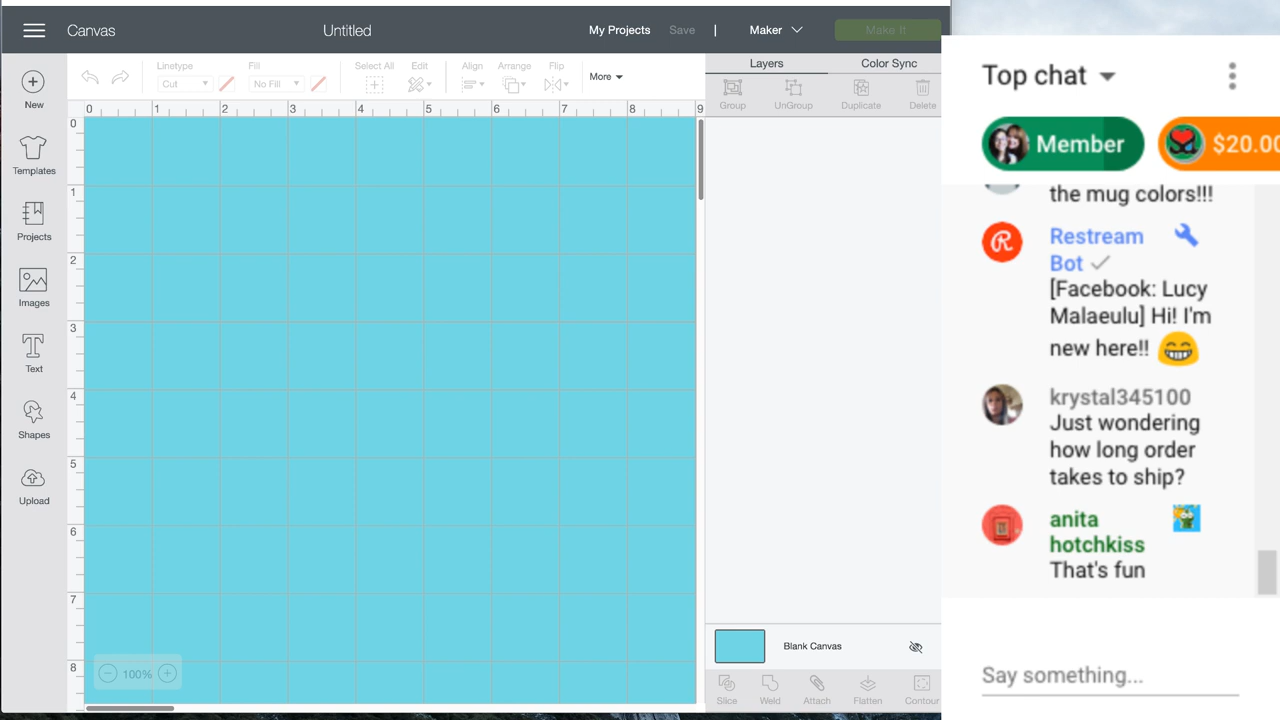 Canvas
Untitled
My Projects
Save
|
Maker
Make It
New
Templates
Projects
Images
Text
Shapes
Upload
Linetype
Cut
Fill
No Fill
Select All
Edit
Align
Arrange
Flip
More
0 1 2 3 4 5 6 7 8 9
0
1
2
3
4
5
6
7
8
100%
Layers
Color Sync
Group
UnGroup
Duplicate
Delete
Blank Canvas
Slice
Weld
Attach
Flatten
Contour
Top chat
Member
$20.00
the mug colors!!!
Restream
Bot
[Facebook: Lucy
Malaeulu] Hi! I'm
new here!!
krystal345100
Just wondering
how long order
takes to ship?
anita
hotchkiss
That's fun
Say something...